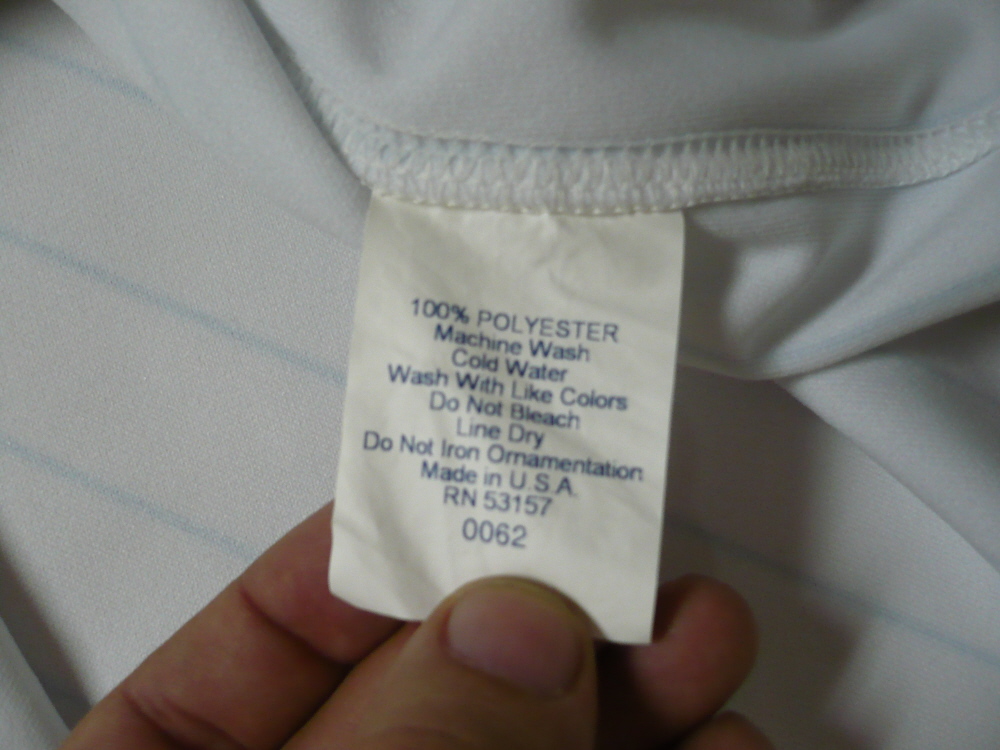 100% POLYESTER
Machine Wash
Cold Water
Wash With Like Colors
Do Not Bleach
Line Dry
Do Not Iron Ornamentation
Made in U.S.A.
RN 53157
0062